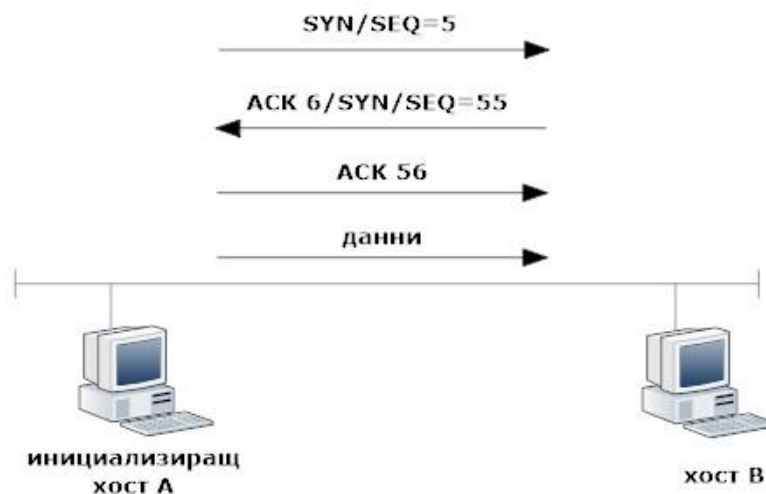 SYN/SEQ=5
ACK 6/SYN/SEQ=55
ACK 56
данни
инициализиращ
хост A
хост B